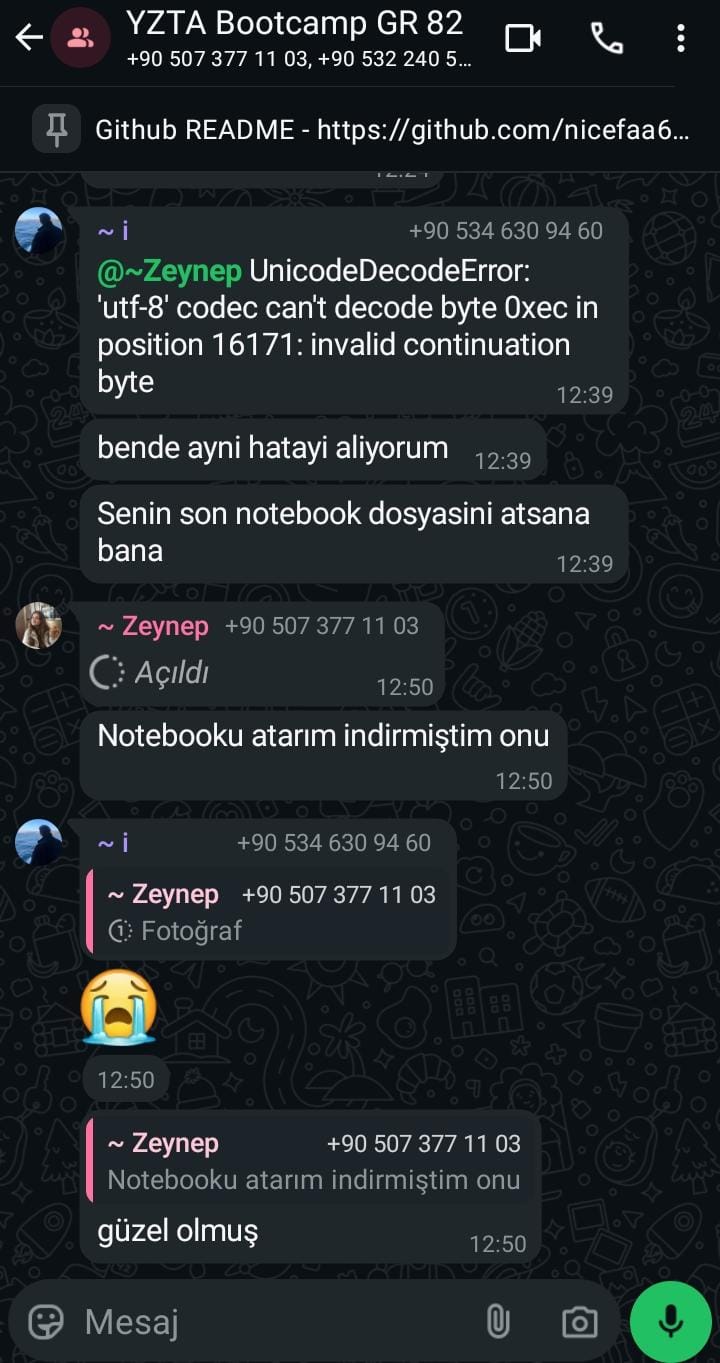 YZTA Bootcamp GR 82
+90 507 377 11 03, +90 532 240 5...
Github README - https://github.com/nicefaa6...
~ i +90 534 630 94 60
@~Zeynep UnicodeDecodeError:
'utf-8' codec can't decode byte 0xec in
position 16171: invalid continuation
byte
12:39
bende ayni hatayi aliyorum 12:39
Senin son notebook dosyasini atsana
bana
12:39
~ Zeynep +90 507 377 11 03
Açıldı
12:50
Notebooku atarım indirmiştim onu
12:50
~ i +90 534 630 94 60
~ Zeynep +90 507 377 11 03
1 Fotoğraf
12:50
~ Zeynep +90 507 377 11 03
Notebooku atarım indirmiştim onu
güzel olmuş
12:50
Mesaj